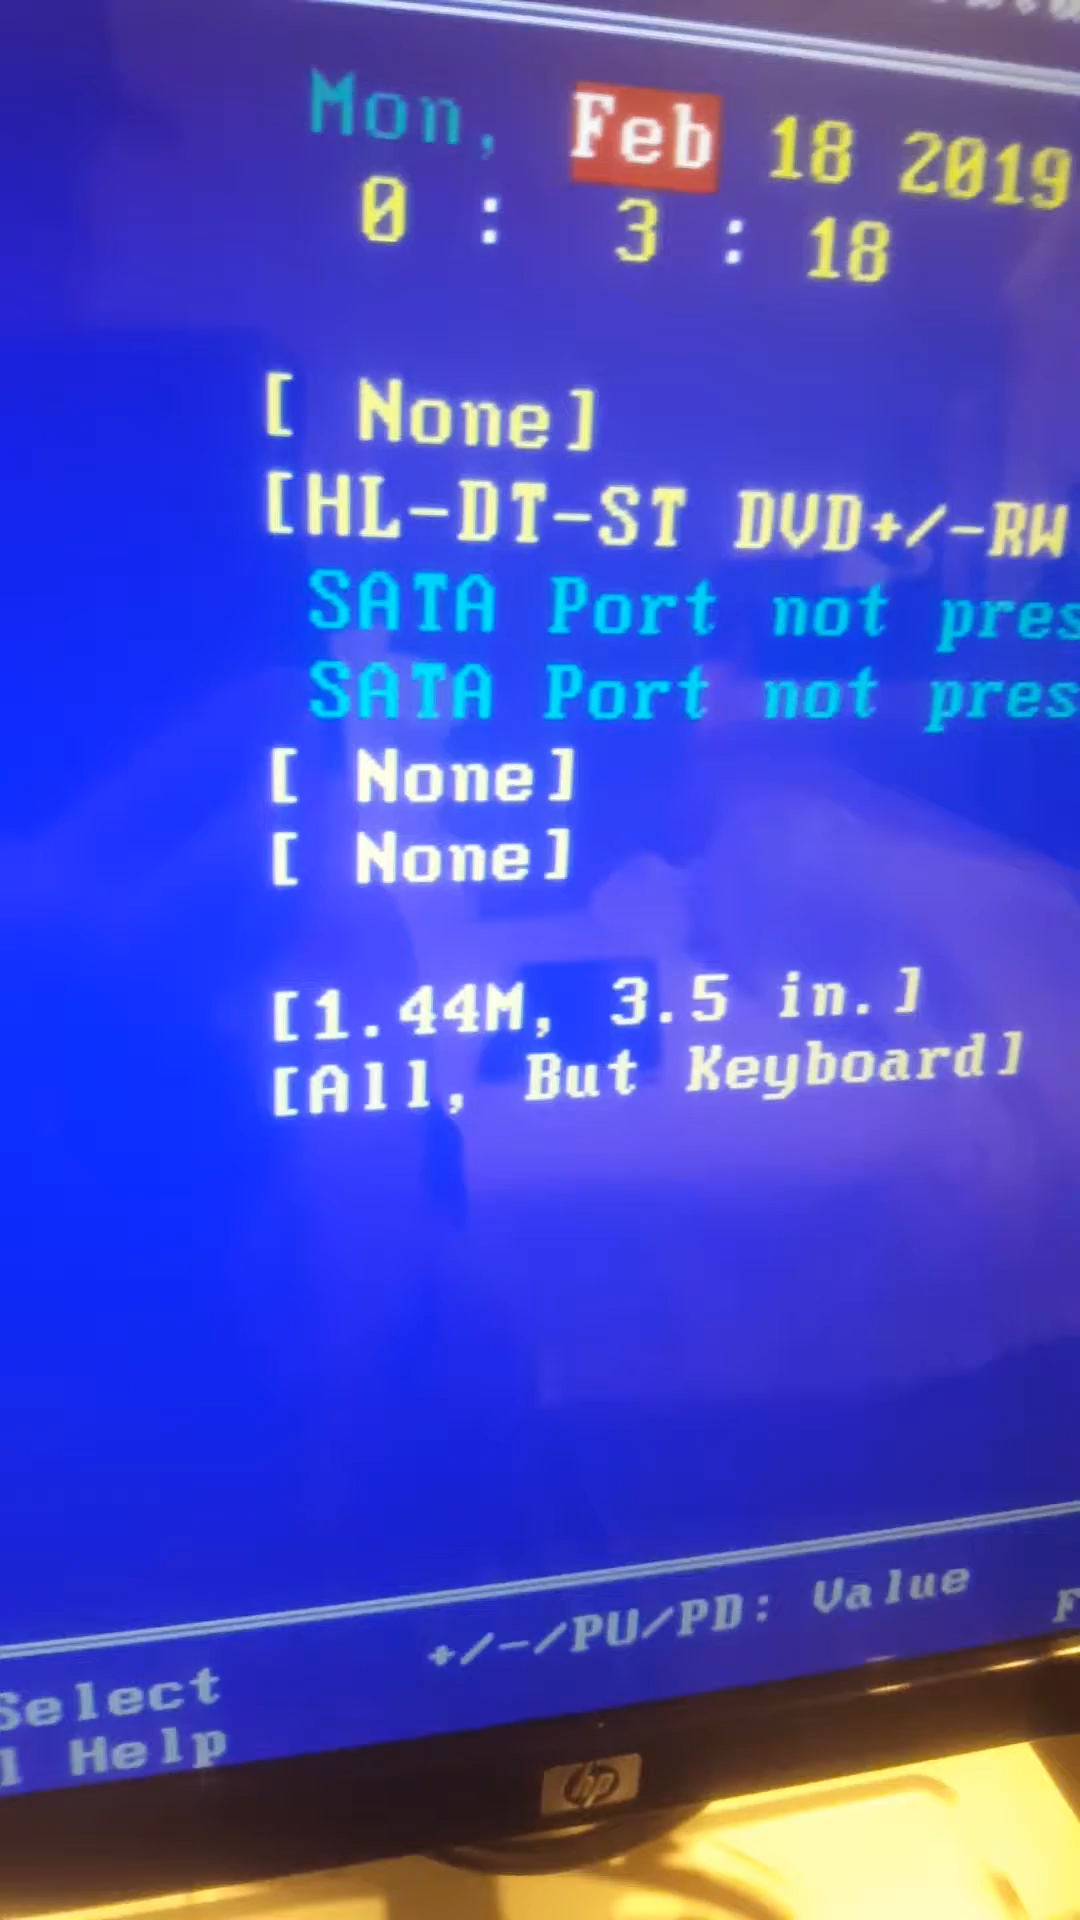 Mon, Feb 18 2019
0 : 3 : 18
[ None]
[HL-DT-ST DVD+/-RW
SATA Port not pres
SATA Port not pres
[ None]
[ None]
[1.44M, 3.5 in.]
[All, But Keyboard]
+/-/PU/PD: Value F
Select
l Help
hp